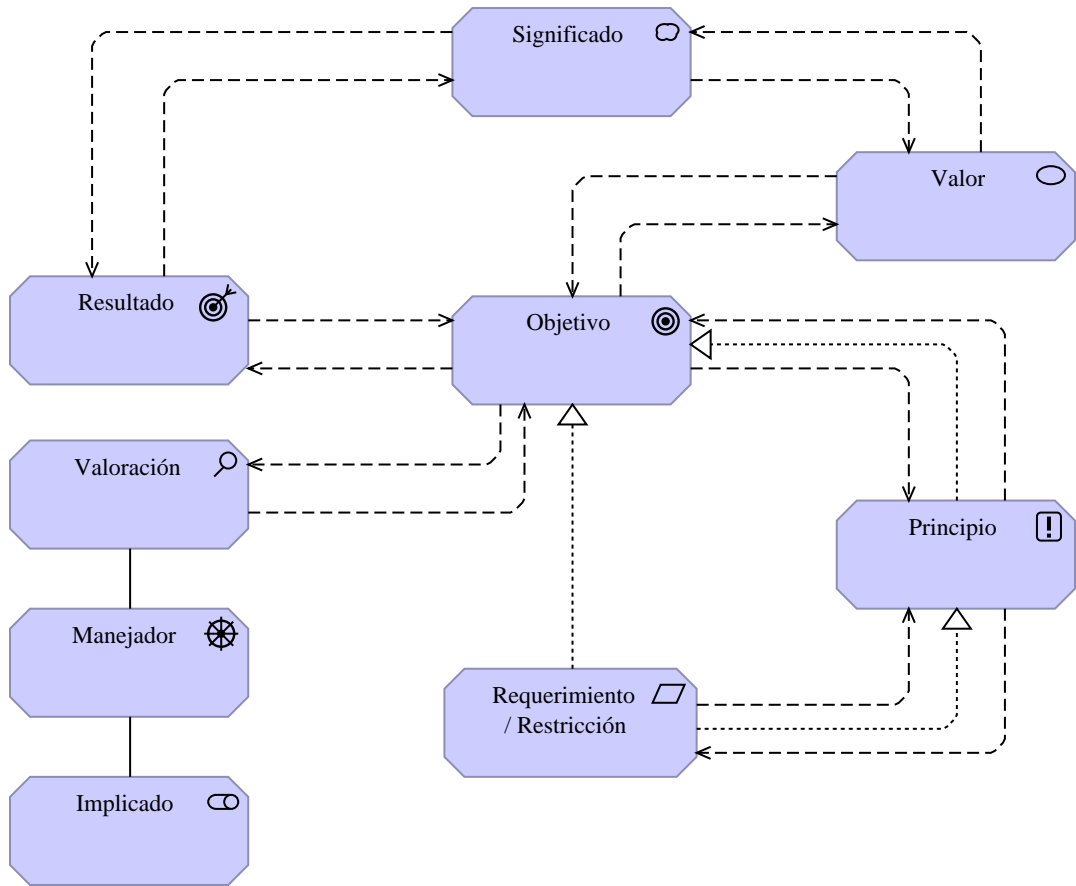 Significado
Valor
Resultado
Objetivo
Valoración
Principio
Manejador
Requerimiento
/ Restricción
Implicado